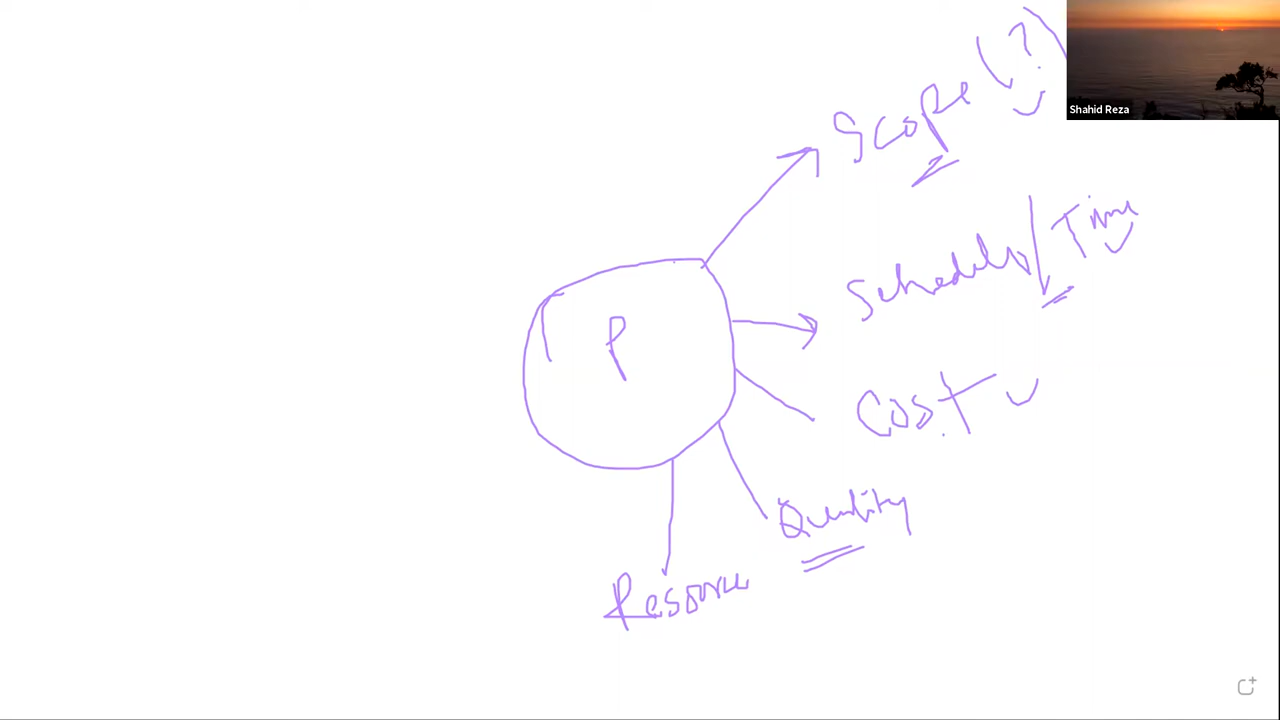 Scope (?)
Shahid Reza
Schedule/Time
P
Cost
Quality
Resource